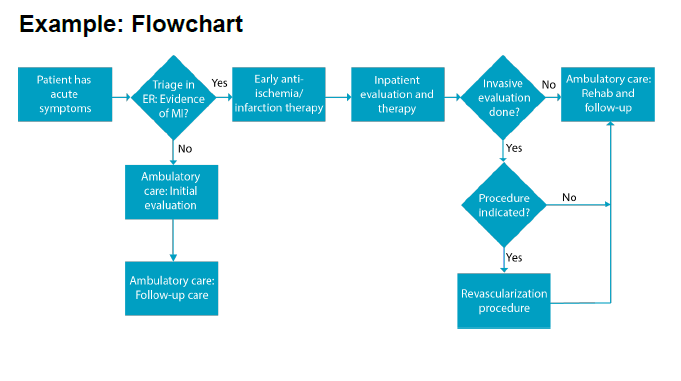 Example: Flowchart
Patient has
acute
symptoms
Triage in
ER: Evidence
of MI?
Yes
Early anti-
ischemia/
infarction therapy
Inpatient
evaluation and
therapy
Invasive
evaluation
done?
No
Ambulatory care:
Rehab and
follow-up
No
Yes
Ambulatory
care: Initial
evaluation
Procedure
indicated?
No
Yes
Ambulatory care:
Follow-up care
Revascularization
procedure